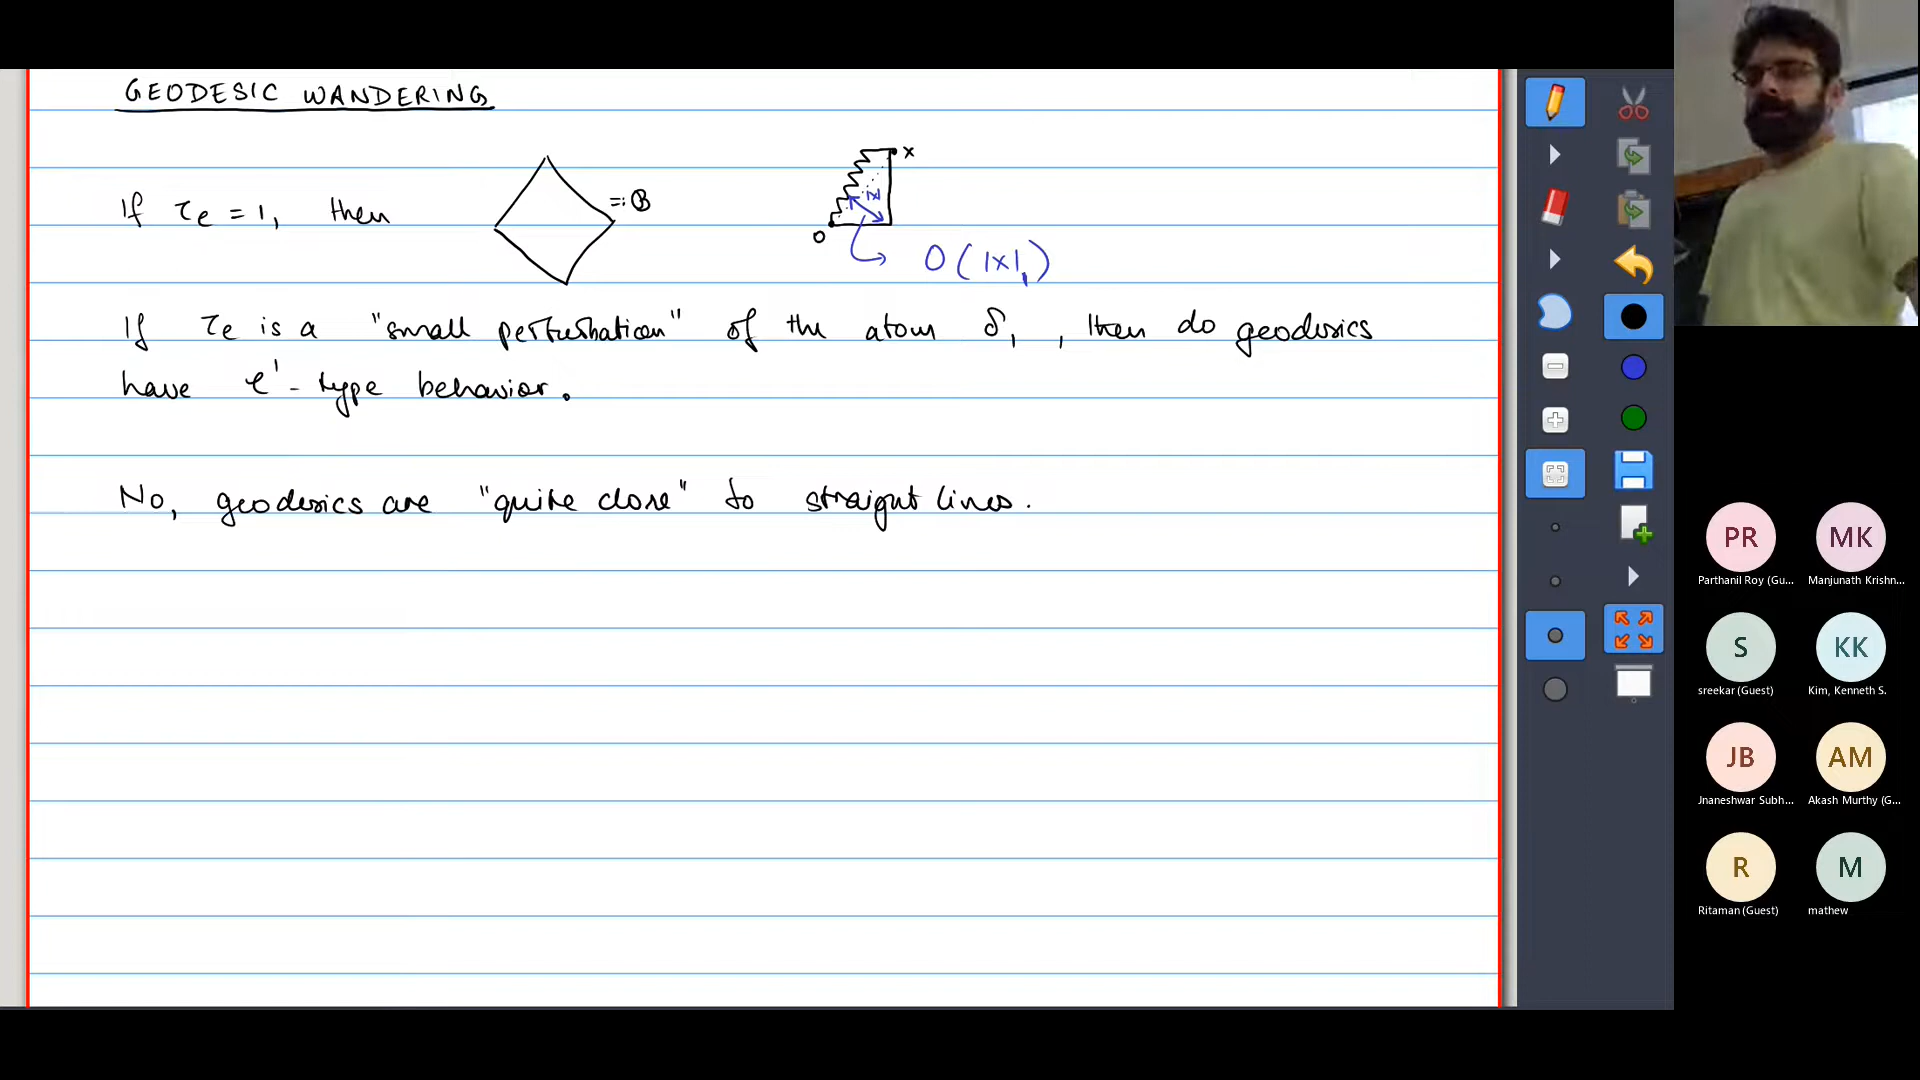 GEODESIC WANDERING
If τe = 1, then
=: B
x
|x|
0
O(|x|₁)
If τe is a "small perturbation" of the atom δ₁, then do geodesics
have ℓ¹-type behavior.
No, geodesics are "quite close" to straight lines.
PR
MK
Parthanil Roy (Gu...
Manjunath Krishn...
S
KK
sreekar (Guest)
Kim, Kenneth S.
JB
AM
Jnaneshwar Subh...
Akash Murthy (G...
R
M
Ritaman (Guest)
mathew